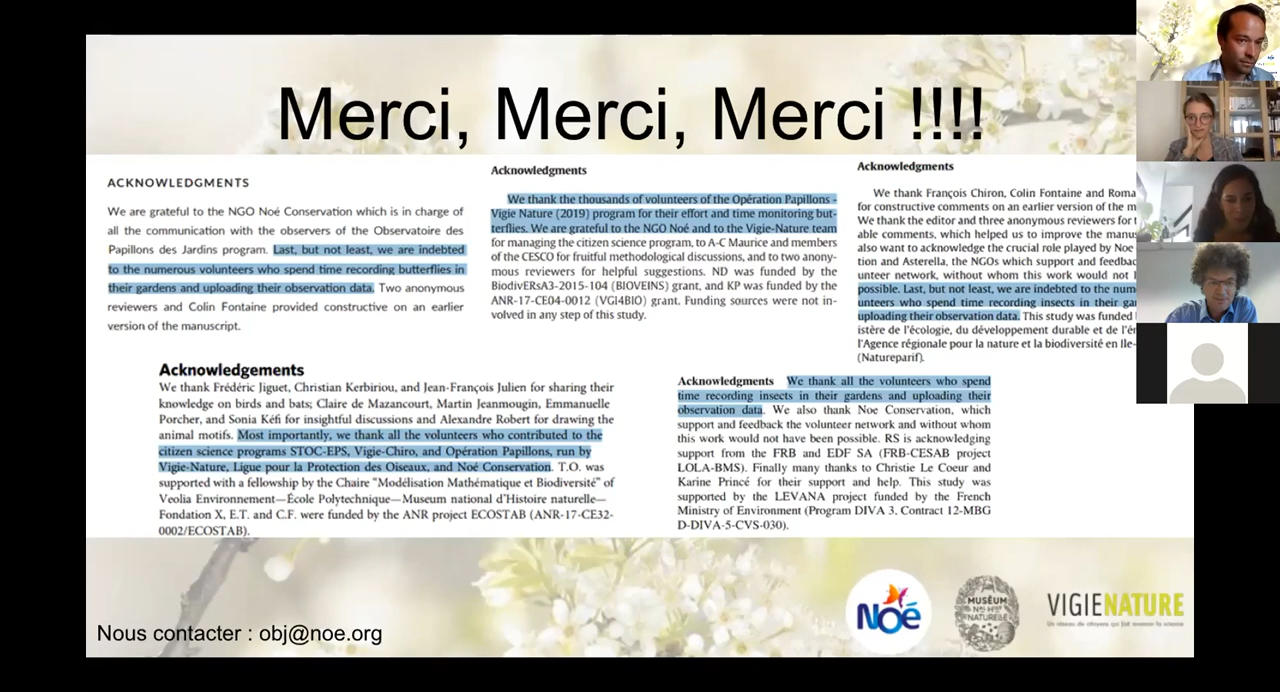 Merci, Merci, Merci !!!!
ACKNOWLEDGMENTS
We are grateful to the NGO Noé Conservation which is in charge of
all the communication with the observers of the Observatoire des
Papillons des Jardins program. Last, but not least, we are indebted
to the numerous volunteers who spend time recording butterflies in
their gardens and uploading their observation data. Two anonymous
reviewers and Colin Fontaine provided constructive on an earlier
version of the manuscript.
Acknowledgments
We thank the thousands of volunteers of the Opération Papillons -
Vigie Nature (2019) program for their effort and time monitoring but-
terflies. We are grateful to the NGO Noé and to the Vigie-Nature team
for managing the citizen science program, to A-C Maurice and members
of the CESCO for fruitful methodological discussions, and to two anony-
mous reviewers for helpful suggestions. ND was funded by the
BiodivERsA3-2015-104 (BIOVEINS) grant, and KP was funded by the
ANR-17-CE04-0012 (VGI4BIO) grant. Funding sources were not in-
volved in any step of this study.
Acknowledgments
We thank François Chiron, Colin Fontaine and Roma
for constructive comments on an earlier version of the m
We thank the editor and three anonymous reviewers for
able comments, which helped us to improve the manus
also want to acknowledge the crucial role played by Noe
tion and Asterella, the NGOs which support and feedbac
unteer network, without whom this work would not
possible. Last, but not least, we are indebted to the num
unteers who spend time recording insects in their gar
uploading their observation data. This study was funded
istère de l'écologie, du développement durable et de l'én
l'Agence régionale pour la nature et la biodiversité en Ile-
(Natureparif).
Acknowledgements
We thank Frédéric Jiguet, Christian Kerbiriou, and Jean-François Julien for sharing their
knowledge on birds and bats; Claire de Mazancourt, Martin Jeanmougin, Emmanuelle
Porcher, and Sonia Kéfi for insightful discussions and Alexandre Robert for drawing the
animal motifs. Most importantly, we thank all the volunteers who contributed to the
citizen science programs STOC-EPS, Vigie-Chiro, and Opération Papillons, run by
Vigie-Nature, Ligue pour la Protection des Oiseaux, and Noé Conservation. T.O. was
supported with a fellowship by the Chaire “Modélisation Mathématique et Biodiversité” of
Veolia Environnement—École Polytechnique—Museum national d'Histoire naturelle—
Fondation X, E.T. and C.F. were funded by the ANR project ECOSTAB (ANR-17-CE32-
0002/ECOSTAB).
Acknowledgments We thank all the volunteers who spend
time recording insects in their gardens and uploading their
observation data. We also thank Noe Conservation, which
support and feedback the volunteer network and without whom
this work would not have been possible. RS is acknowledging
support from the FRB and EDF SA (FRB-CESAB project
LOLA-BMS). Finally many thanks to Christie Le Coeur and
Karine Princé for their support and help. This study was
supported by the LEVANA project funded by the French
Ministry of Environment (Program DIVA 3, Contract 12-MBG
D-DIVA-5-CVS-030).
Nous contacter : obj@noe.org
Noé
MUSÉUM
NATURELLE
VIGIENATURE
Un réseau de citoyens qui fait avancer la science